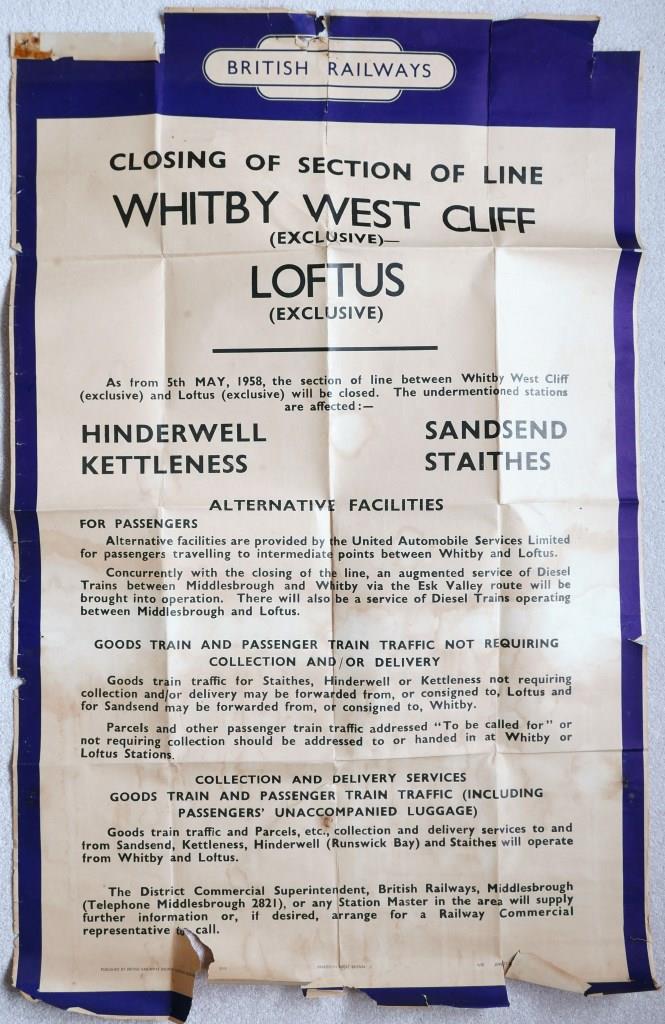 BRITISH RAILWAYS
CLOSING OF SECTION OF LINE
WHITBY WEST CLIFF
(EXCLUSIVE)—
LOFTUS
(EXCLUSIVE)
As from 5th MAY, 1958, the section of line between Whitby West Cliff
(exclusive) and Loftus (exclusive) will be closed. The undermentioned stations
are affected:—
HINDERWELL SANDSEND
KETTLENESS STAITHES
ALTERNATIVE FACILITIES
FOR PASSENGERS
Alternative facilities are provided by the United Automobile Services Limited
for passengers travelling to intermediate points between Whitby and Loftus.
Concurrently with the closing of the line, an augmented service of Diesel
Trains between Middlesbrough and Whitby via the Esk Valley route will be
brought into operation. There will also be a service of Diesel Trains operating
between Middlesbrough and Loftus.
GOODS TRAIN AND PASSENGER TRAIN TRAFFIC NOT REQUIRING
COLLECTION AND/OR DELIVERY
Goods train traffic for Staithes, Hinderwell or Kettleness not requiring
collection and/or delivery may be forwarded from, or consigned to, Loftus and
for Sandsend may be forwarded from, or consigned to, Whitby.
Parcels and other passenger train traffic addressed "To be called for" or
not requiring collection should be addressed to or handed in at Whitby or
Loftus Stations.
COLLECTION AND DELIVERY SERVICES
GOODS TRAIN AND PASSENGER TRAIN TRAFFIC (INCLUDING
PASSENGERS' UNACCOMPANIED LUGGAGE)
Goods train traffic and Parcels, etc., collection and delivery services to and
from Sandsend, Kettleness, Hinderwell (Runswick Bay) and Staithes will operate
from Whitby and Loftus.
The District Commercial Superintendent, British Railways, Middlesbrough
(Telephone Middlesbrough 2821), or any Station Master in the area will supply
further information or, if desired, arrange for a Railway Commercial
representative to call.
PUBLISHED BY BRITISH RAILWAYS